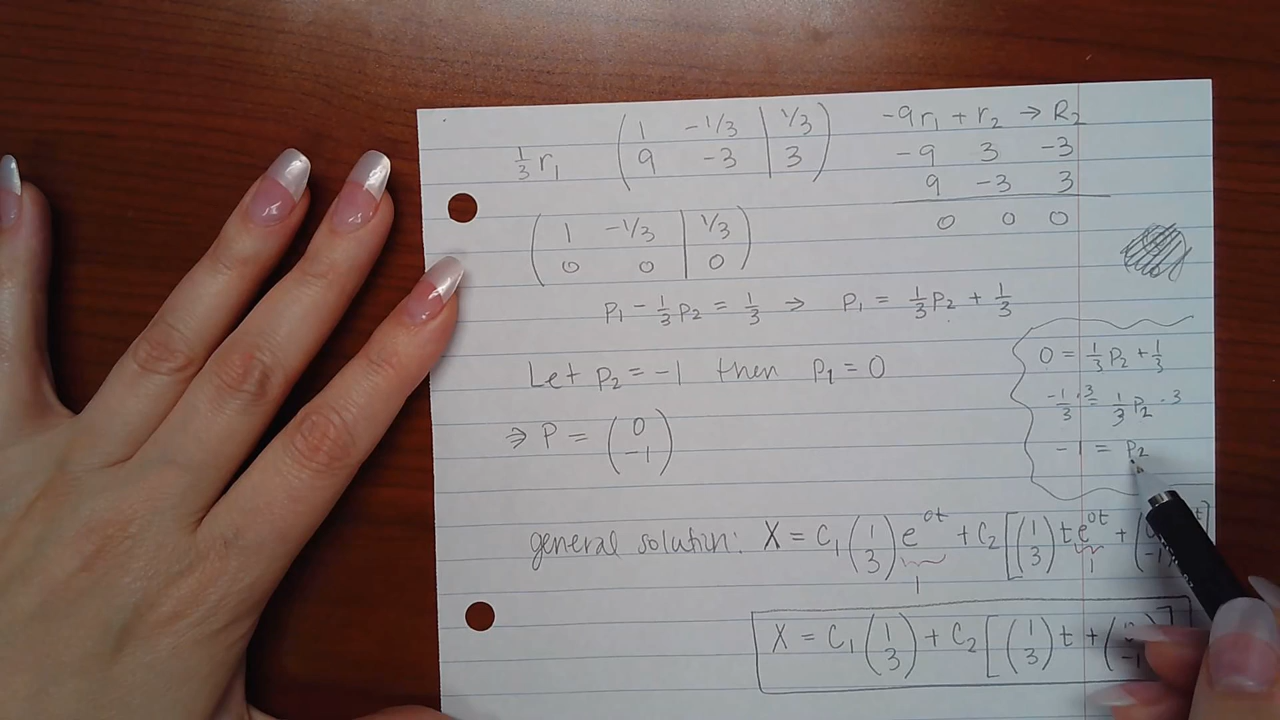 1/3 r₁ ( 1 -1/3 | 1/3 ) -9r₁ + r₂ → R₂
( 9 -3 | 3 ) -9 3 -3
9 -3 3
( 1 -1/3 | 1/3 ) 0 0 0
( 0 0 | 0 )
p₁ - 1/3 p₂ = 1/3 → p₁ = 1/3 p₂ + 1/3
0 = 1/3 p₂ + 1/3
Let p₂ = -1 then p₁ = 0
-1/3 · 3 = 1/3 p₂ · 3
⇒ P = ( 0 -1 )
-1 = p₂
general solution: X = C₁ ( 1 3 ) e^0t + C₂ [ ( 1 3 ) t e^0t + ( -1
1 1
X = C₁ ( 1 3 ) + C₂ [ ( 1 3 ) t + ( -1 ]